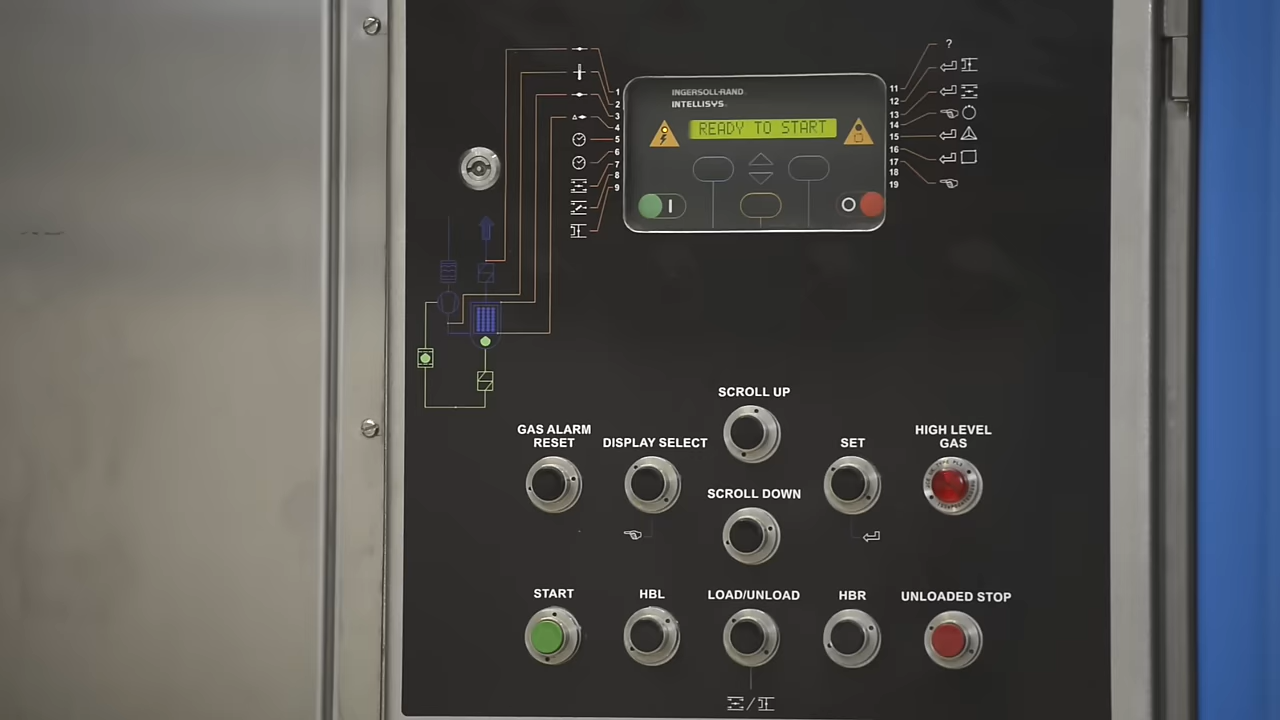 INGERSOLL-RAND
INTELLISYS
READY TO START
1
2
3
4
5
6
7
8
9
11
12
13
14
15
16
17
18
19
?
SCROLL UP
GAS ALARM
RESET
DISPLAY SELECT
SET
HIGH LEVEL
GAS
SCROLL DOWN
START
HBL
LOAD/UNLOAD
HBR
UNLOADED STOP